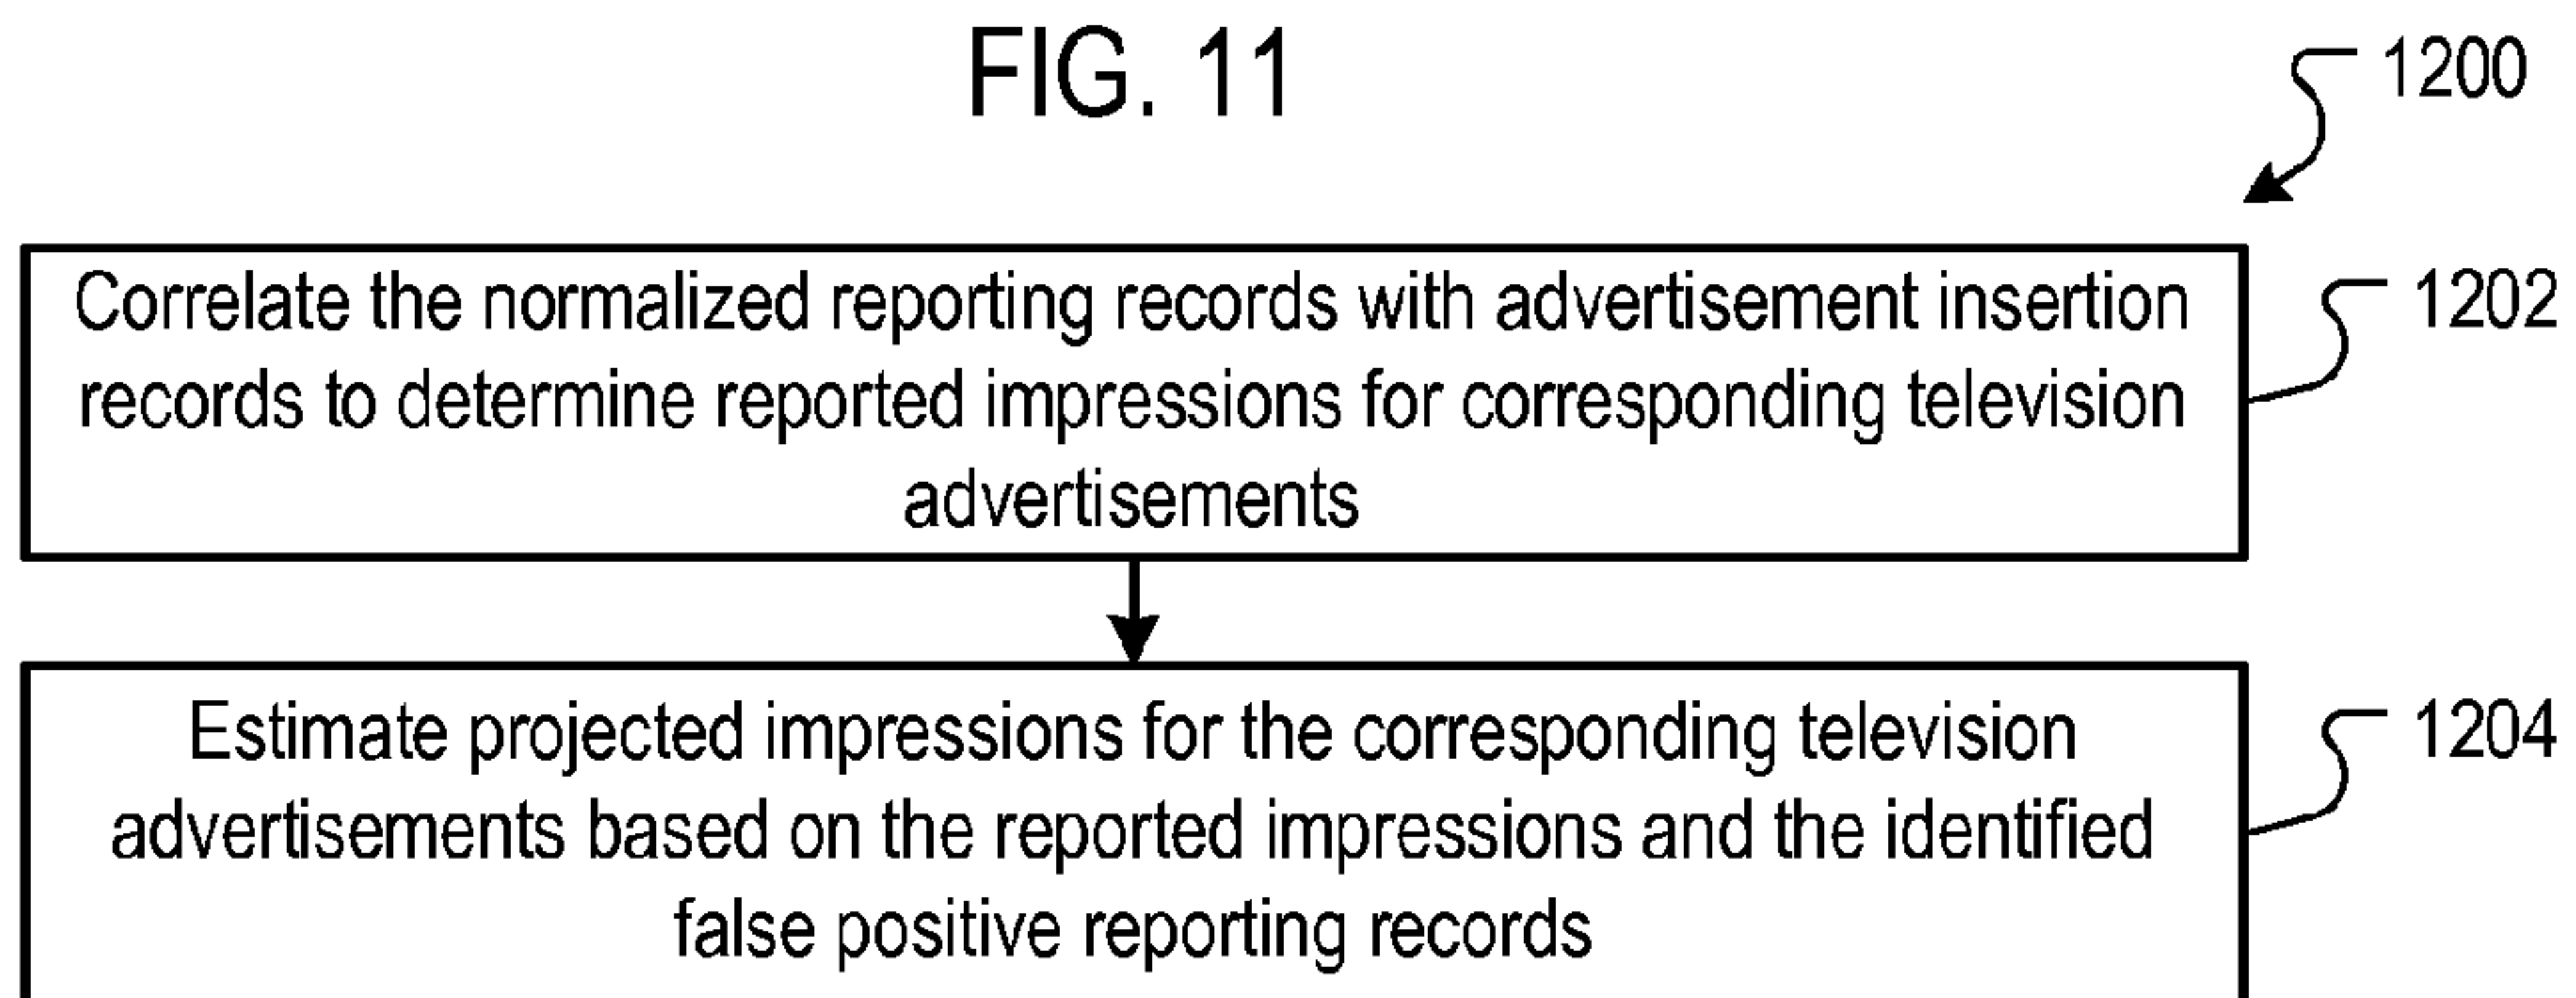 FIG. 11
1200
Correlate the normalized reporting records with advertisement insertion
records to determine reported impressions for corresponding television
advertisements
1202
Estimate projected impressions for the corresponding television
advertisements based on the reported impressions and the identified
false positive reporting records
1204